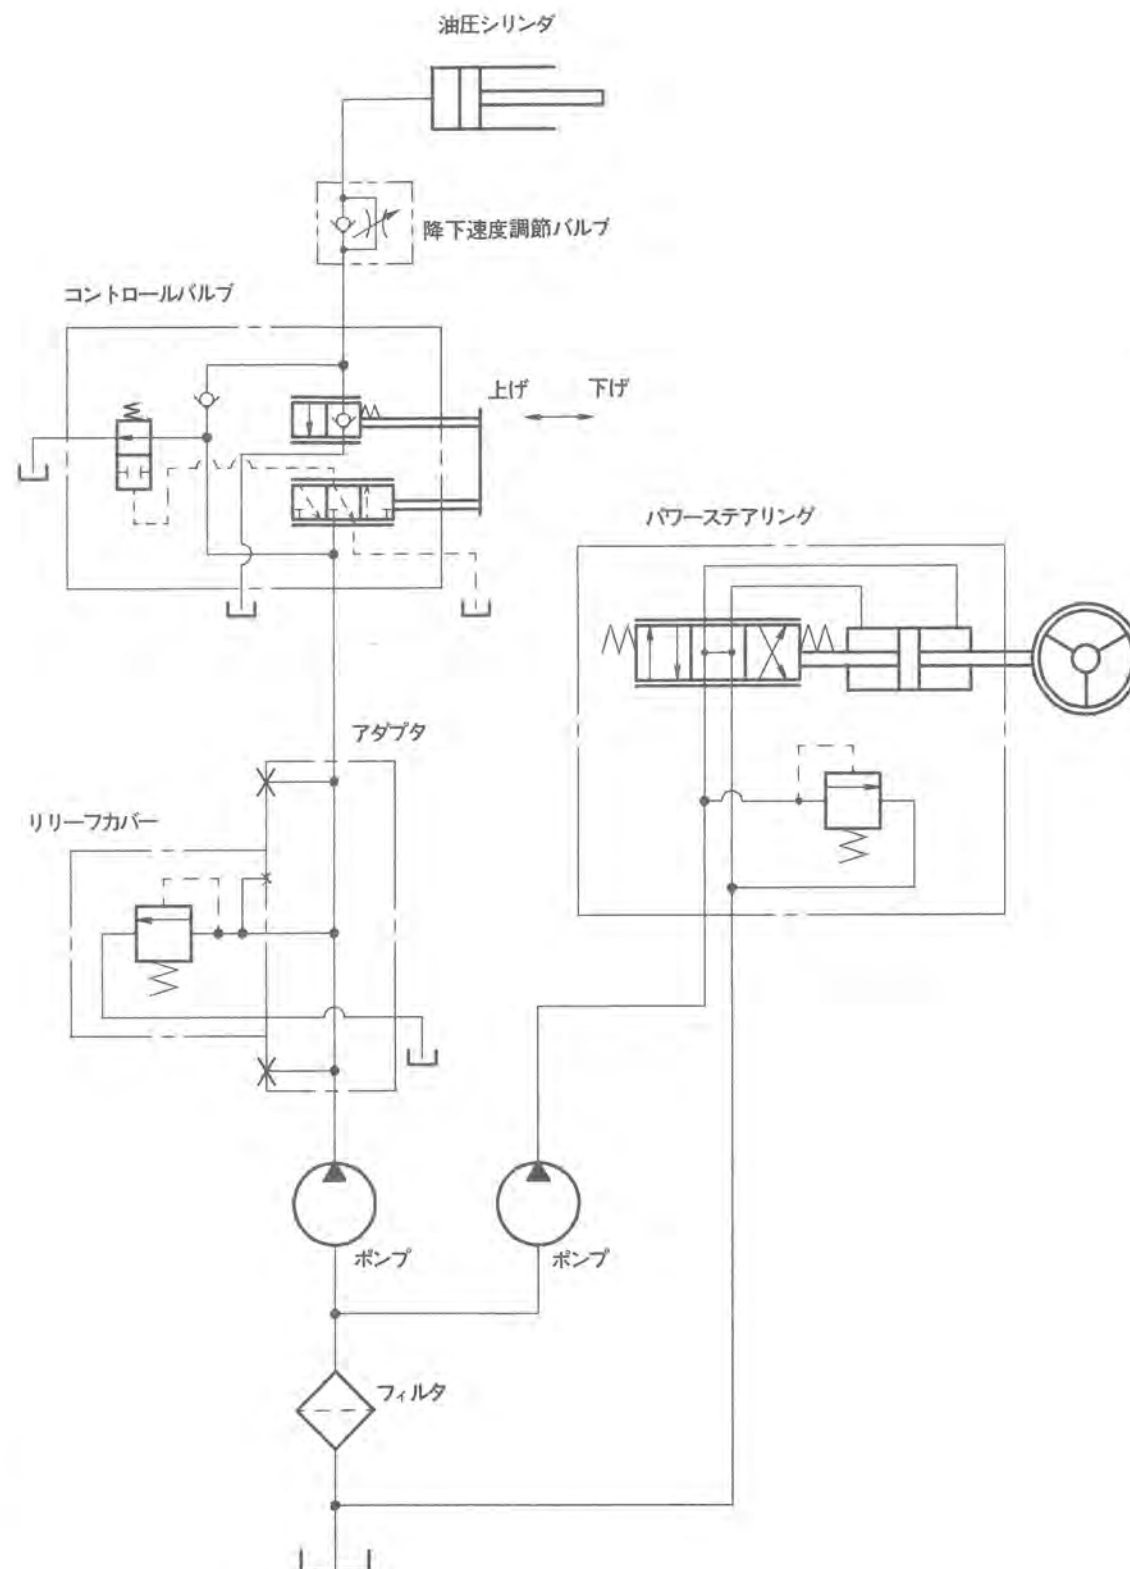 油圧シリンダ
降下速度調節バルブ
コントロールバルブ
上げ
下げ
パワーステアリング
アダプタ
リリーフカバー
ポンプ
ポンプ
フィルタ